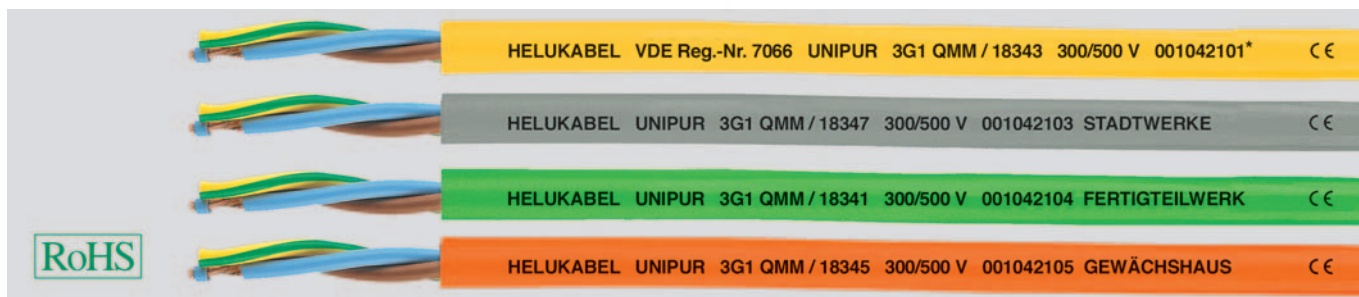 HELUKABEL VDE Reg.-Nr. 7066 UNIPUR 3G1 QMM / 18343 300/500 V 001042101* CE
HELUKABEL UNIPUR 3G1 QMM / 18347 300/500 V 001042103 STADTWERKE CE
HELUKABEL UNIPUR 3G1 QMM / 18341 300/500 V 001042104 FERTIGTEILWERK CE
HELUKABEL UNIPUR 3G1 QMM / 18345 300/500 V 001042105 GEWÄCHSHAUS CE
RoHS